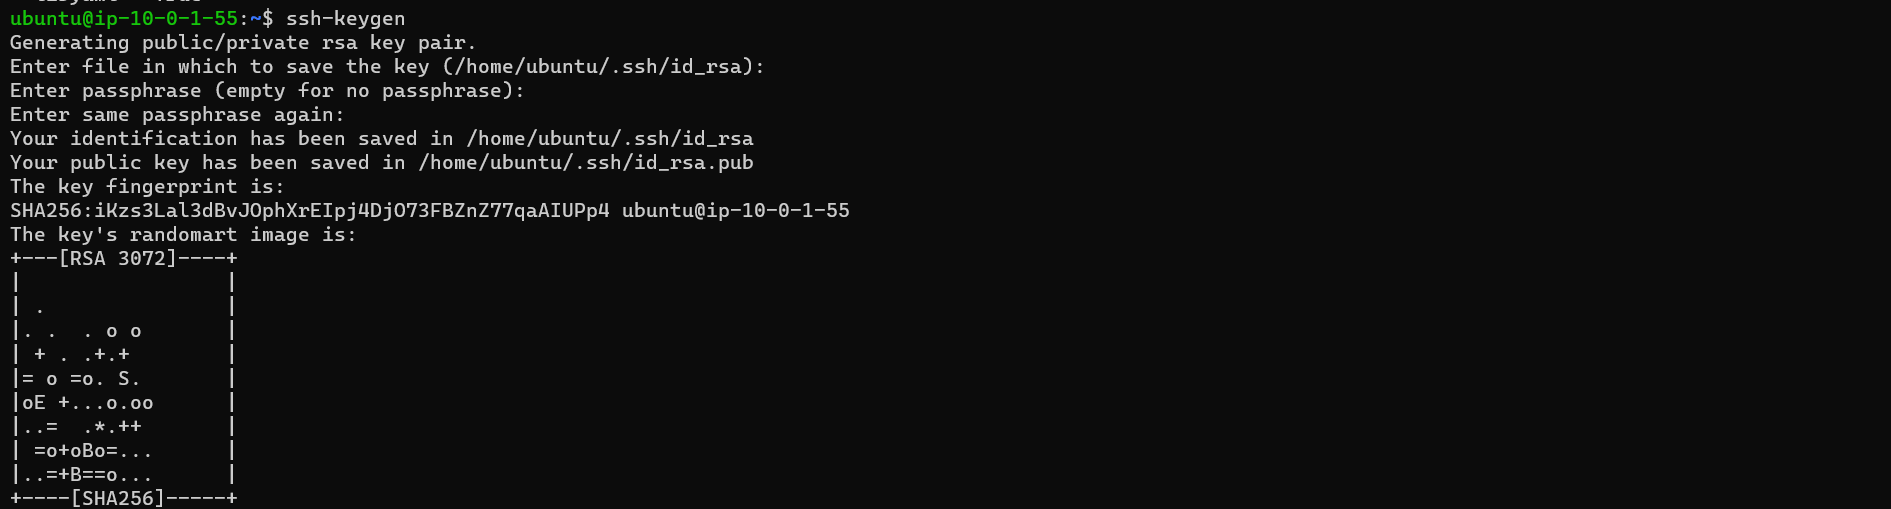 ubuntu@ip-10-0-1-55:~$ ssh-keygen
Generating public/private rsa key pair.
Enter file in which to save the key (/home/ubuntu/.ssh/id_rsa):
Enter passphrase (empty for no passphrase):
Enter same passphrase again:
Your identification has been saved in /home/ubuntu/.ssh/id_rsa
Your public key has been saved in /home/ubuntu/.ssh/id_rsa.pub
The key fingerprint is:
SHA256:iKzs3Lal3dBvJOphXrEIpj4DjO73FBZnZ77qaAIUPp4 ubuntu@ip-10-0-1-55
The key's randomart image is:
+---[RSA 3072]----+
|                 |
| .               |
|. .  . o o       |
| + . .+.+        |
|= o =o. S.       |
|oE +...o.oo      |
|..=  .*.++       |
| =o+oBo=...      |
|..=+B==o...      |
+----[SHA256]-----+